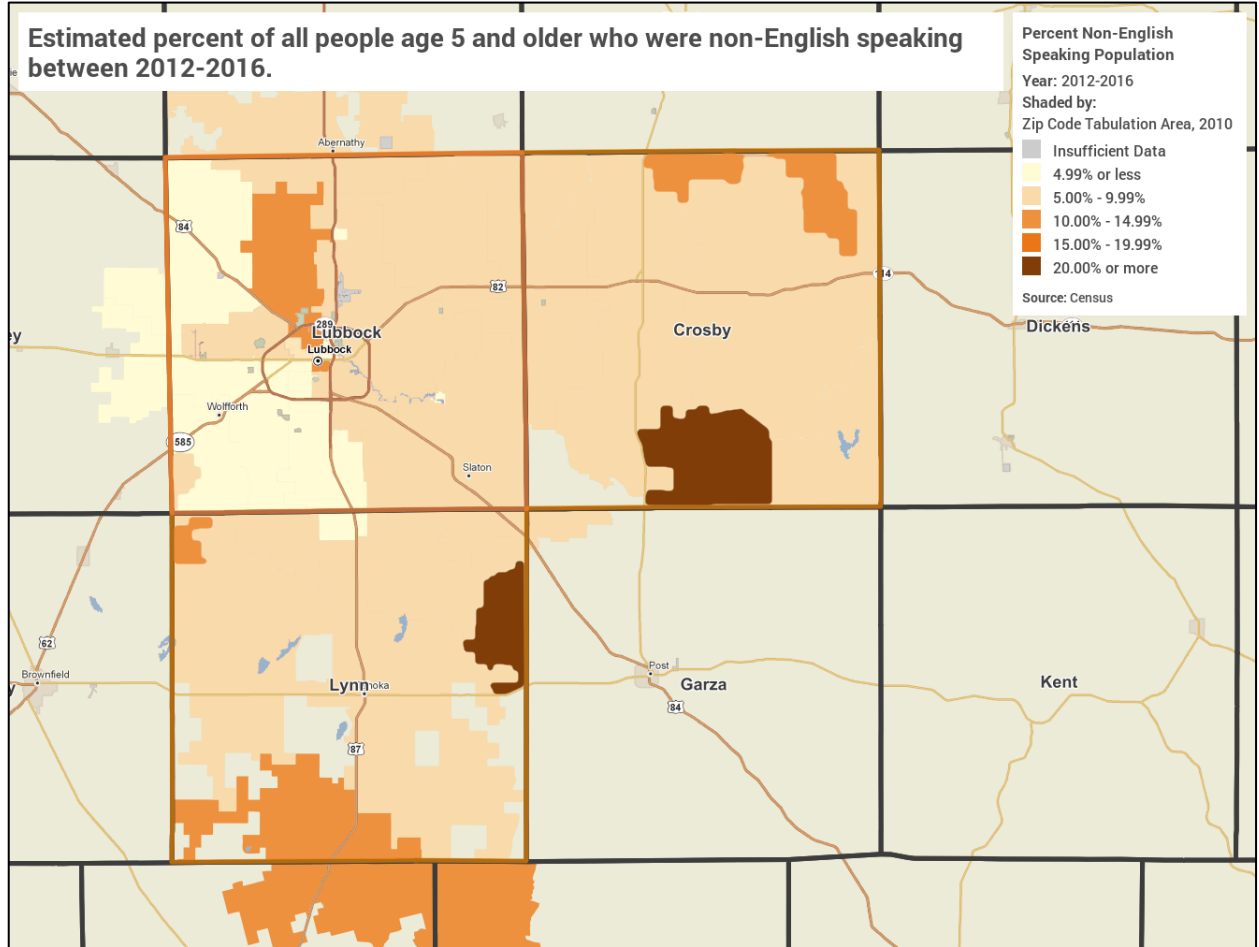 Estimated percent of all people age 5 and older who were non-English speaking
between 2012-2016.
Percent Non-English
Speaking Population
Year: 2012-2016
Shaded by:
Zip Code Tabulation Area, 2010
Insufficient Data
4.99% or less
5.00% - 9.99%
10.00% - 14.99%
15.00% - 19.99%
20.00% or more
Source: Census
Abernathy
84
82
114
289
Lubbock
Lubbock
Crosby
Dickens
ey
Wolfforth
585
Slaton
62
Brownfield
y
Lynn
noka
Post
Garza
Kent
84
87